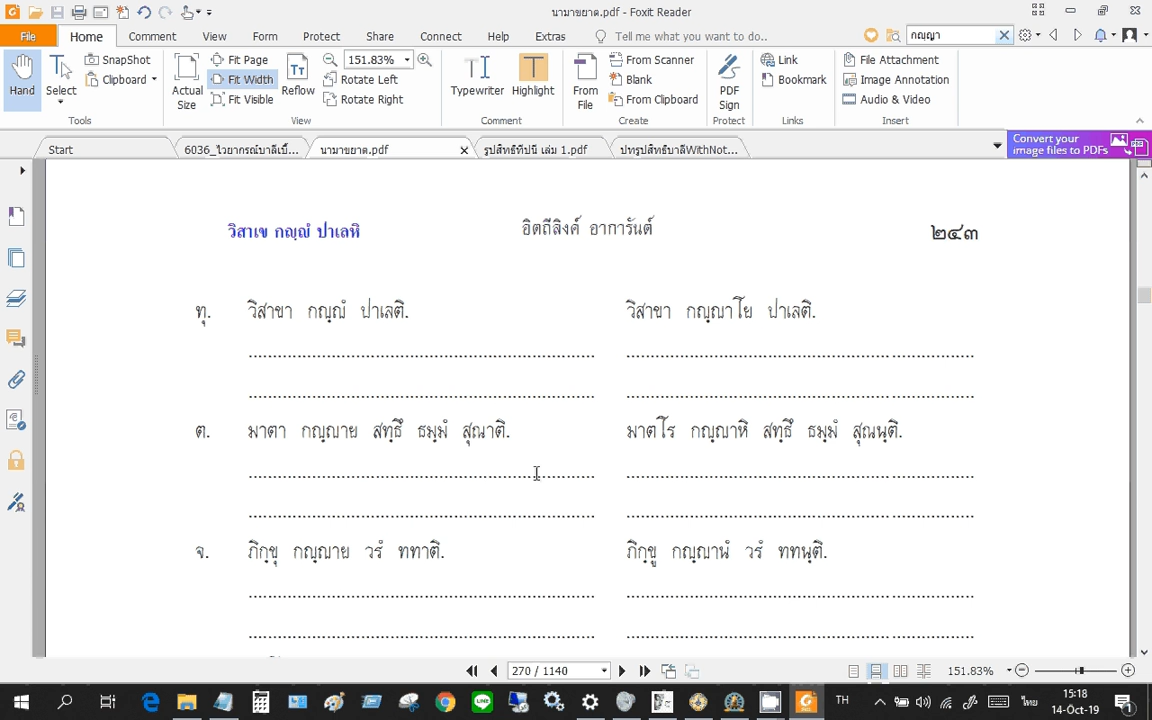 นามาขยาต.pdf - Foxit Reader
File Home Comment View Form Protect Share Connect Help Extras Tell me what you want to do.. กญฺญา
Hand Select SnapShot Clipboard Actual Size Fit Page Fit Width Fit Visible Reflow 151.83% Rotate Left Rotate Right Typewriter Highlight From File From Scanner Blank From Clipboard PDF Sign Link Bookmark File Attachment Image Annotation Audio & Video
Tools View Comment Create Protect Links Insert
Start 6036_ไวยากรณ์บาลีเบื้... นามาขยาด.pdf รูปสิทธิทีปนี เล่ม 1.pdf ปทรูปสิทธิบาลีWithNot... Convert your
image files to PDFs
วิสาเข กญฺญํ ปาเลหิ อิตถีลิงค์ อาการันต์ ๒๔๓
ทุ. วิสาขา กญฺญํ ปาเลติ. วิสาขา กญฺญาโย ปาเลติ.
ต. มาตา กญฺญาย สทฺธึ ธมฺมํ สุณาติ. มาตโร กญฺญาหิ สทฺธึ ธมฺมํ สุณนฺติ.
จ. ภิกฺขุ กญฺญาย วรํ ททาติ. ภิกฺขู กญฺญานํ วรํ ททนฺติ.
270 / 1140 151.83%
TH ไทย 15:18
14-Oct-19